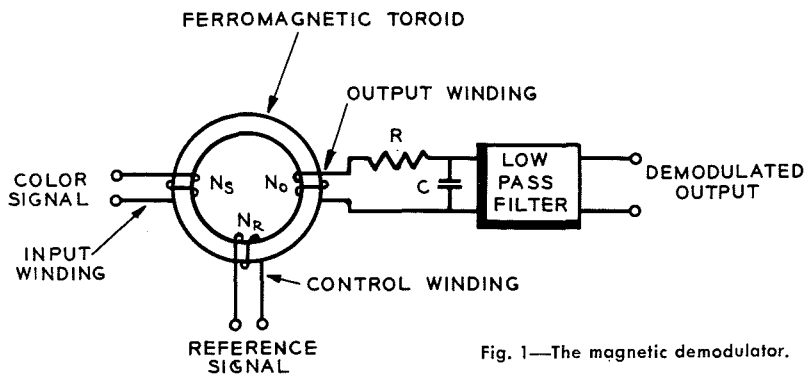 FERROMAGNETIC TOROID
OUTPUT WINDING
R
COLOR
SIGNAL
N_S
N_O
C
LOW
PASS
FILTER
DEMODULATED
OUTPUT
INPUT
WINDING
N_R
CONTROL WINDING
REFERENCE
SIGNAL
Fig. 1—The magnetic demodulator.